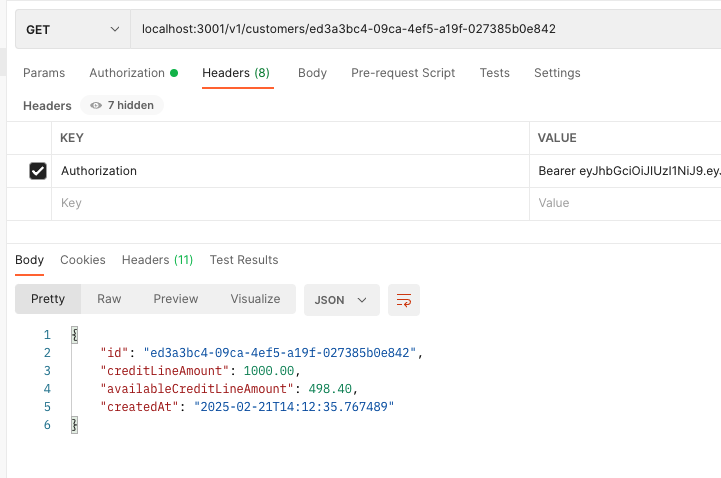 GET localhost:3001/v1/customers/ed3a3bc4-09ca-4ef5-a19f-027385b0e842
Params Authorization Headers (8) Body Pre-request Script Tests Settings
Headers 7 hidden
KEY VALUE
Authorization Bearer eyJhbGciOiJIUzI1NiJ9.eyJ
Key Value
Body Cookies Headers (11) Test Results
Pretty Raw Preview Visualize JSON
1 {
2 "id": "ed3a3bc4-09ca-4ef5-a19f-027385b0e842",
3 "creditLineAmount": 1000.00,
4 "availableCreditLineAmount": 498.40,
5 "createdAt": "2025-02-21T14:12:35.767489"
6 }